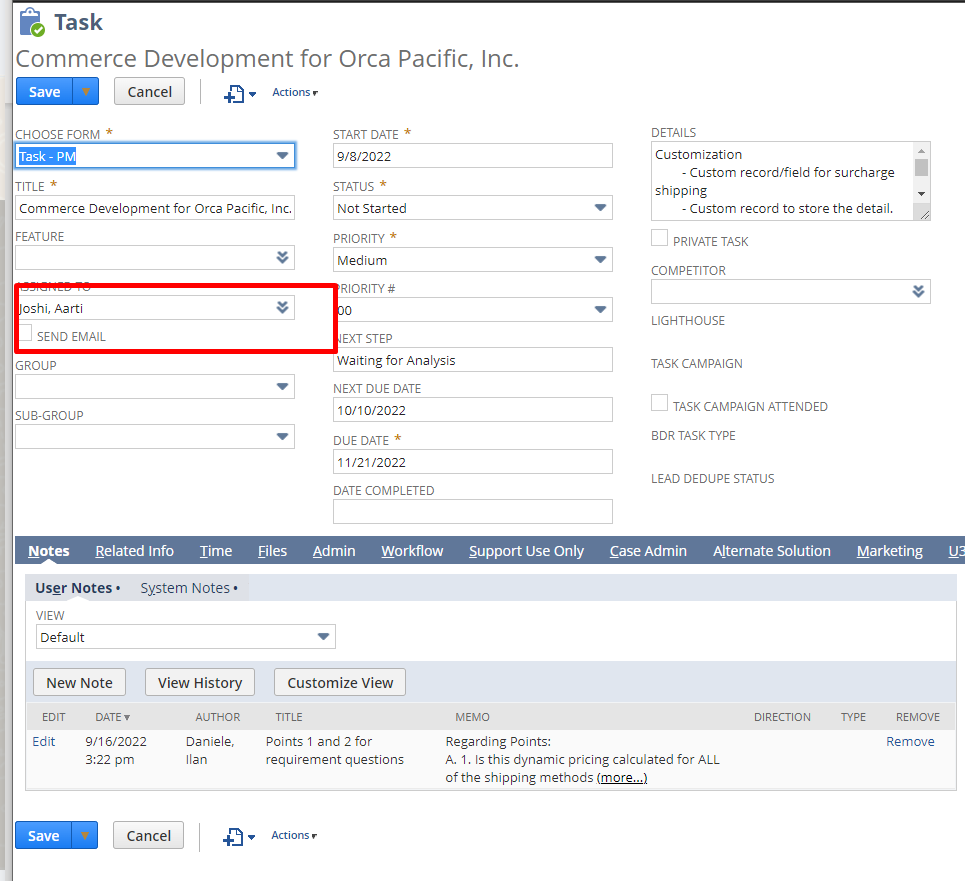 Task
Commerce Development for Orca Pacific, Inc.
Save Cancel Actions
CHOOSE FORM *
Task - PM
TITLE *
Commerce Development for Orca Pacific, Inc.
FEATURE
ASSIGNED TO
Joshi, Aarti
SEND EMAIL
GROUP
SUB-GROUP
START DATE *
9/8/2022
STATUS *
Not Started
PRIORITY *
Medium
PRIORITY #
00
NEXT STEP
Waiting for Analysis
NEXT DUE DATE
10/10/2022
DUE DATE *
11/21/2022
DATE COMPLETED
DETAILS
Customization
- Custom record/field for surcharge
shipping
- Custom record to store the detail.
PRIVATE TASK
COMPETITOR
LIGHTHOUSE
TASK CAMPAIGN
TASK CAMPAIGN ATTENDED
BDR TASK TYPE
LEAD DEDUPE STATUS
Notes Related Info Time Files Admin Workflow Support Use Only Case Admin Alternate Solution Marketing U3
User Notes • System Notes •
VIEW
Default
New Note View History Customize View
EDIT DATE AUTHOR TITLE MEMO DIRECTION TYPE REMOVE
Edit 9/16/2022 Daniele, Points 1 and 2 for Regarding Points: Remove
3:22 pm Ilan requirement questions A. 1. Is this dynamic pricing calculated for ALL
of the shipping methods (more...)
Save Cancel Actions